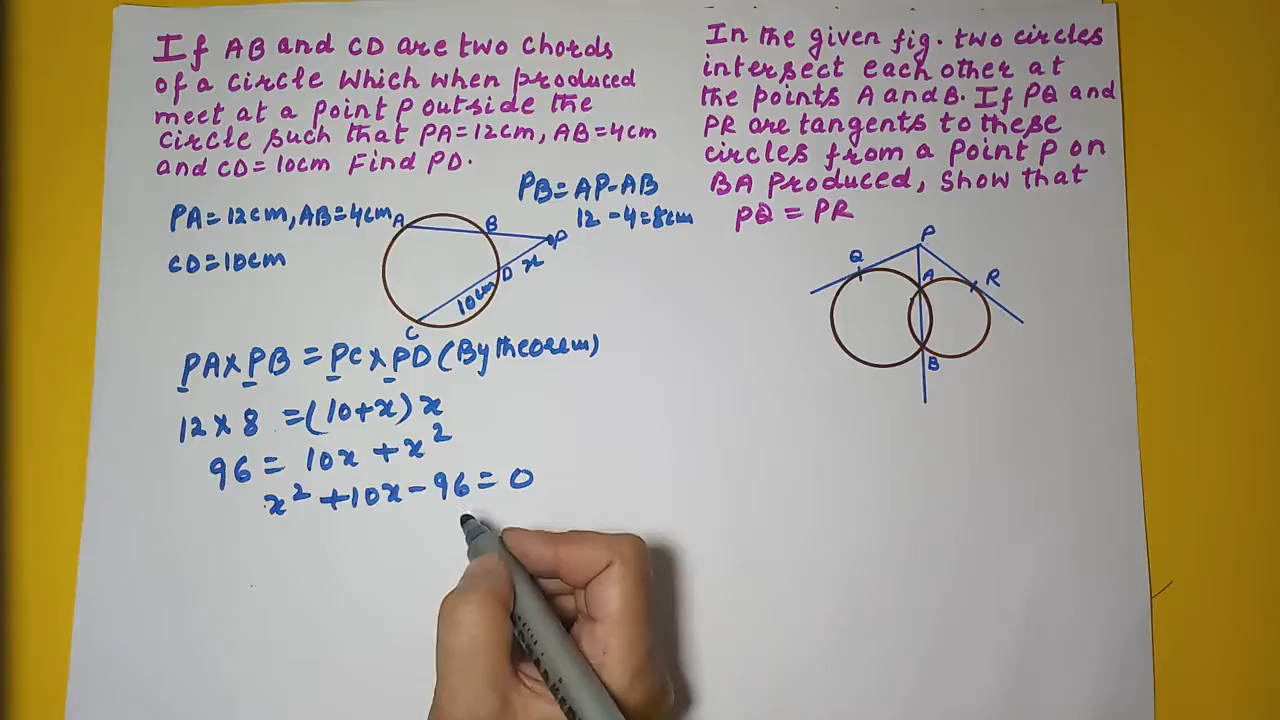 If AB and CD are two chords
of a circle which when produced
meet at a point P outside the
circle such that PA=12cm, AB=4cm
and CD=10cm Find PD.
PB=AP-AB
12-4=8cm
PA=12cm, AB=4cm
CD=10cm
A
B
P
D
x
10cm
C
PA×PB=PC×PD (By theorem)
12×8 =(10+x)x
96= 10x+x²
x²+10x-96=0
In the given fig. two circles
intersect each other at
the points A and B. If PQ and
PR are tangents to these
circles from a point P on
BA Produced, Show that
PQ = PR
P
Q
A
R
B